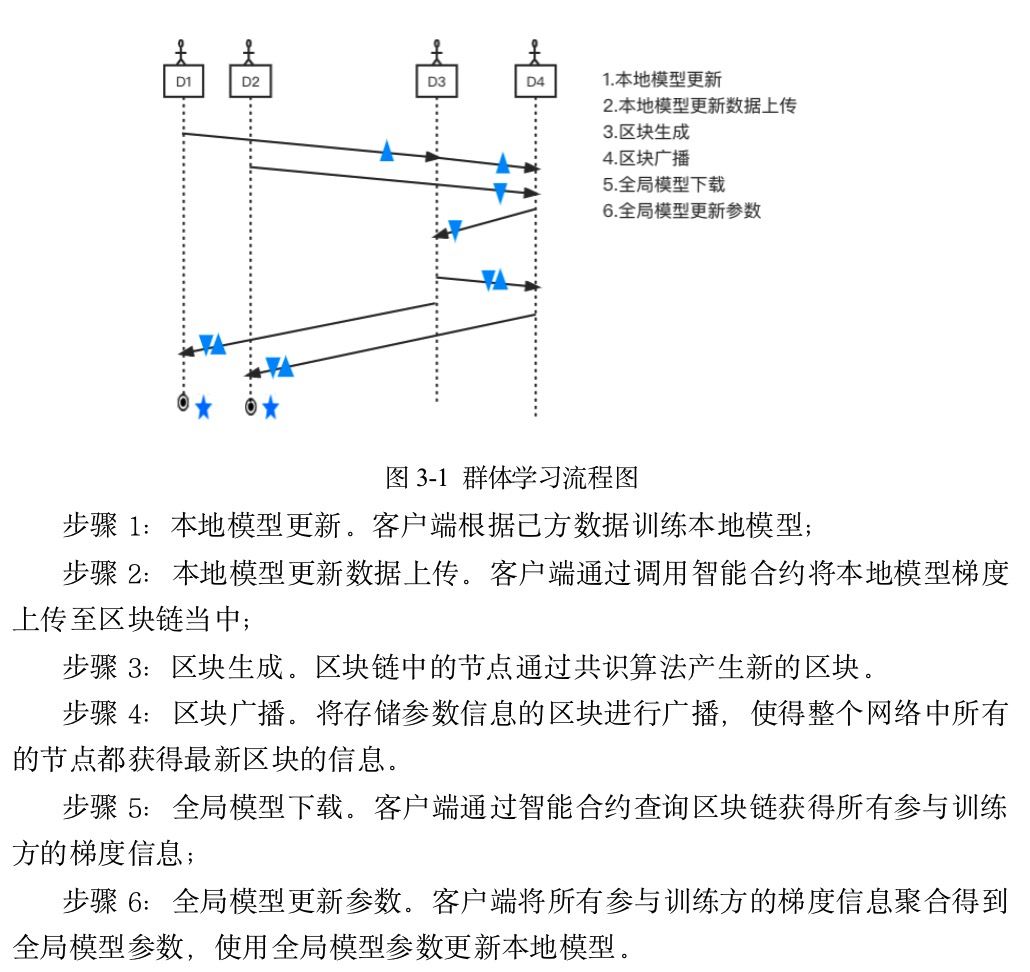 D1 D2 D3 D4
1.本地模型更新
2.本地模型更新数据上传
3.区块生成
4.区块广播
5.全局模型下载
6.全局模型更新参数
图 3-1 群体学习流程图
步骤 1：本地模型更新。客户端根据己方数据训练本地模型；
步骤 2：本地模型更新数据上传。客户端通过调用智能合约将本地模型梯度
上传至区块链当中；
步骤 3：区块生成。区块链中的节点通过共识算法产生新的区块。
步骤 4：区块广播。将存储参数信息的区块进行广播，使得整个网络中所有
的节点都获得最新区块的信息。
步骤 5：全局模型下载。客户端通过智能合约查询区块链获得所有参与训练
方的梯度信息；
步骤 6：全局模型更新参数。客户端将所有参与训练方的梯度信息聚合得到
全局模型参数，使用全局模型参数更新本地模型。